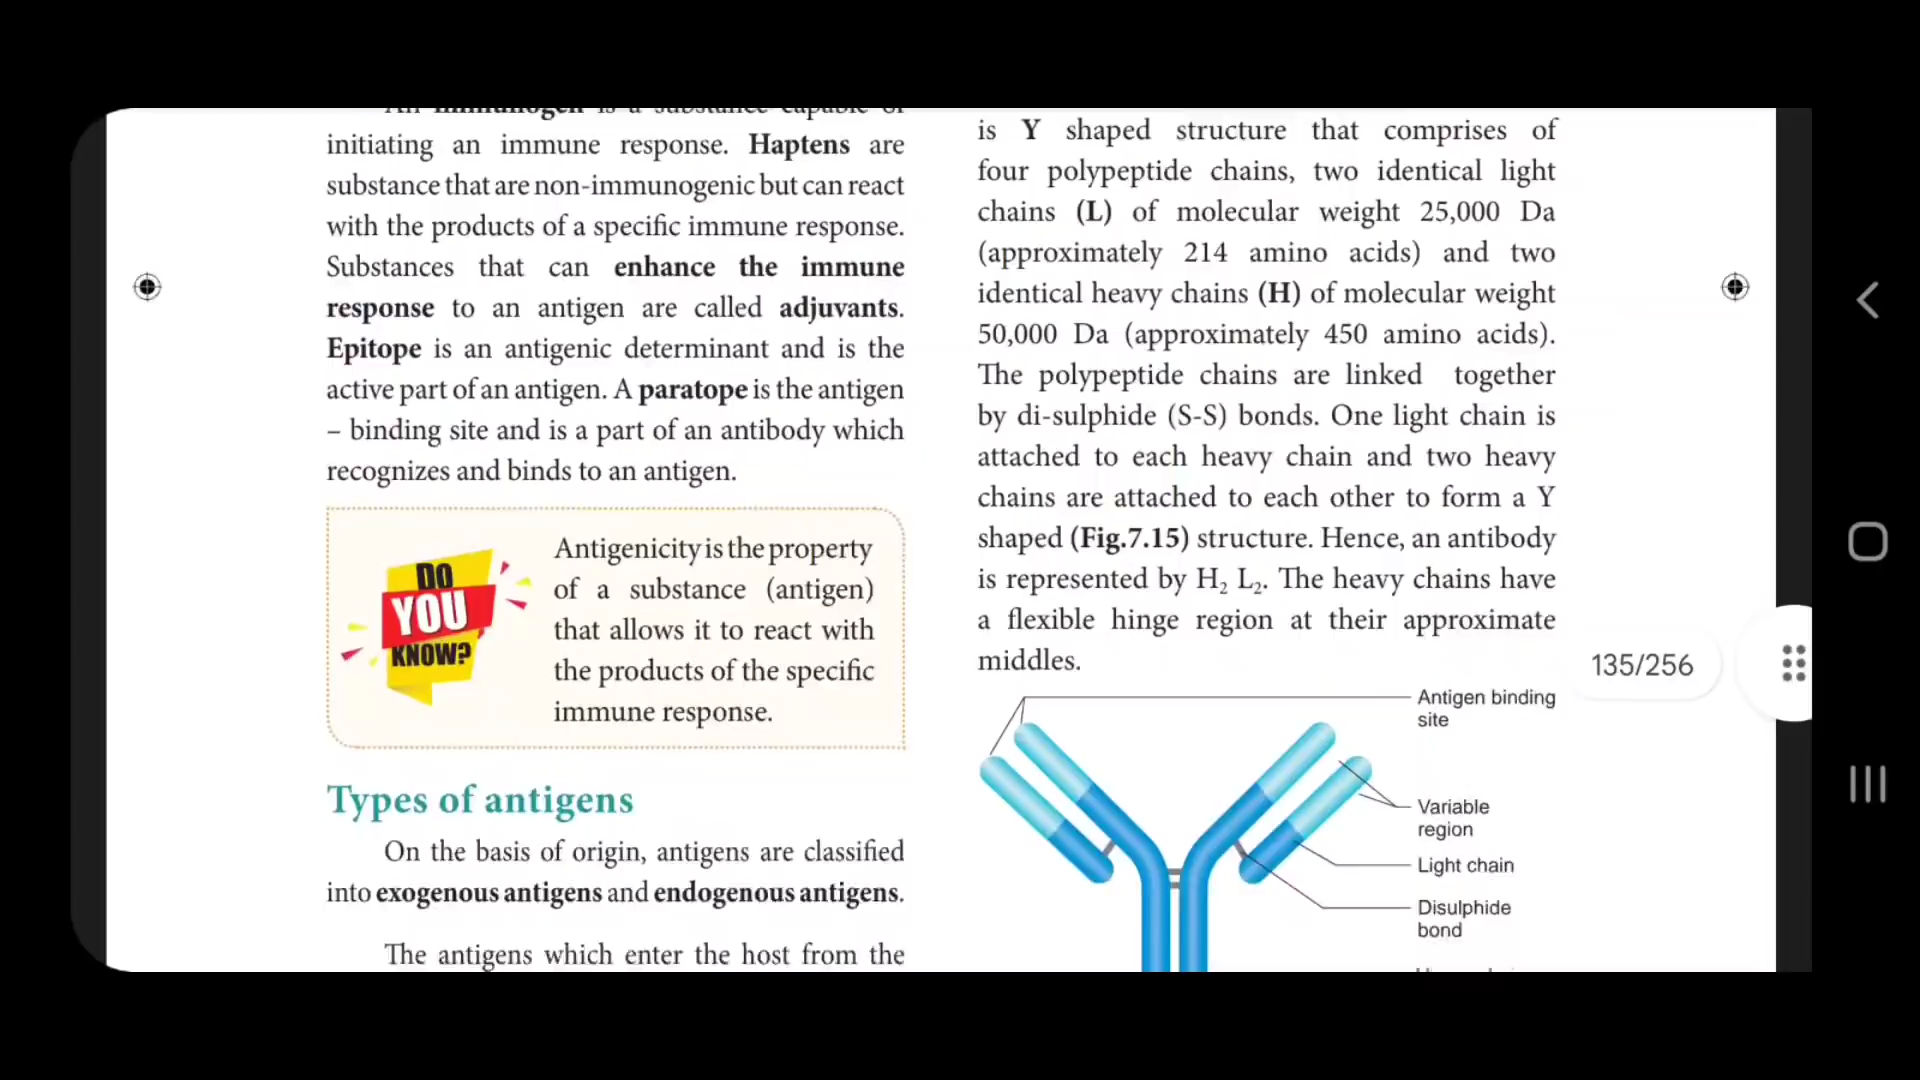 An immunogen is a substance capable of
initiating an immune response. Haptens are
substance that are non-immunogenic but can react
with the products of a specific immune response.
Substances that can enhance the immune
response to an antigen are called adjuvants.
Epitope is an antigenic determinant and is the
active part of an antigen. A paratope is the antigen
– binding site and is a part of an antibody which
recognizes and binds to an antigen.
DO
YOU
KNOW?
Antigenicity is the property
of a substance (antigen)
that allows it to react with
the products of the specific
immune response.
Types of antigens
On the basis of origin, antigens are classified
into exogenous antigens and endogenous antigens.
The antigens which enter the host from the
is Y shaped structure that comprises of
four polypeptide chains, two identical light
chains (L) of molecular weight 25,000 Da
(approximately 214 amino acids) and two
identical heavy chains (H) of molecular weight
50,000 Da (approximately 450 amino acids).
The polypeptide chains are linked together
by di-sulphide (S-S) bonds. One light chain is
attached to each heavy chain and two heavy
chains are attached to each other to form a Y
shaped (Fig.7.15) structure. Hence, an antibody
is represented by H₂ L₂. The heavy chains have
a flexible hinge region at their approximate
middles.
Antigen binding
site
Variable
region
Light chain
Disulphide
bond
135/256